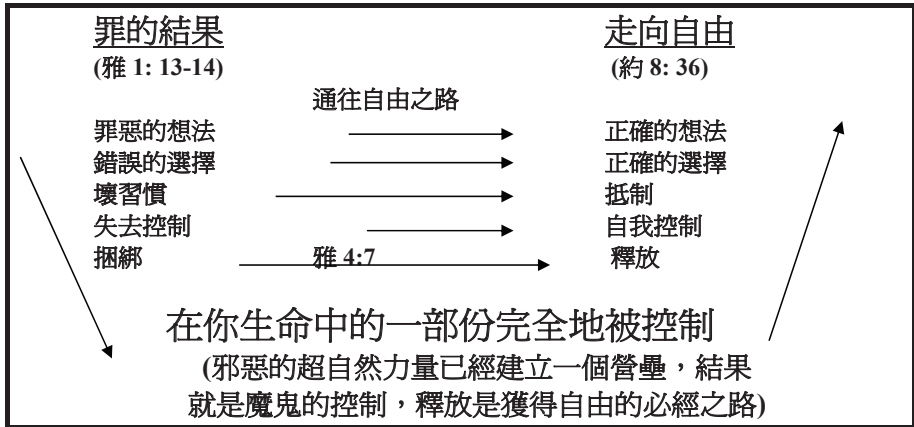 罪的結果 走向自由
(雅 1: 13-14) (約 8: 36)
通往自由之路
罪惡的想法 正確的想法
錯誤的選擇 正確的選擇
壞習慣 抵制
失去控制 自我控制
捆綁 雅 4:7 釋放
在你生命中的一部份完全地被控制
(邪惡的超自然力量已經建立一個營壘，結果
就是魔鬼的控制，釋放是獲得自由的必經之路)